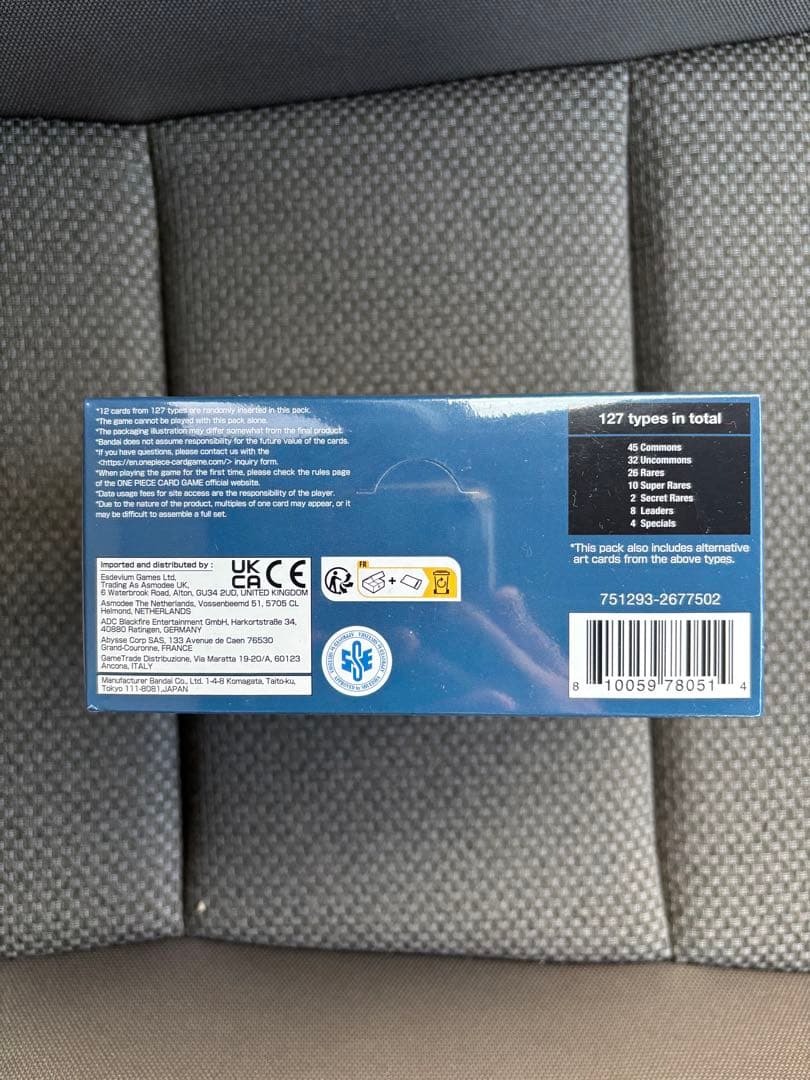 *12 cards from 127 types are randomly inserted in this pack.
*The game cannot be played with this pack alone.
*The packaging illustration may differ somewhat from the final product.
*Bandai does not assume responsibility for the future value of the cards.
*If you have questions, please contact us with the
<https://en.onepiece-cardgame.com/> inquiry form.
*When playing the game for the first time, please check the rules page
of the ONE PIECE CARD GAME official website.
*Data usage fees for site access are the responsibility of the player.
*Due to the nature of the product, multiples of one card may appear, or it
may be difficult to assemble a full set.
Imported and distributed by :
Esdevium Games Ltd,
Trading As Asmodee UK,
6 Waterbrook Road, Alton, GU34 2UD, UNITED KINGDOM
Asmodee The Netherlands, Vossenbeemd 51, 5705 CL
Helmond, NETHERLANDS
ADC Blackfire Entertainment GmbH, Harkortstraße 34,
40880 Ratingen, GERMANY
Abysse Corp SAS, 133 Avenue de Caen 76530
Grand-Couronne, FRANCE
GameTrade Distribuzione, Via Maratta 19-20/A, 60123
Ancona, ITALY
Manufacturer Bandai Co., Ltd. 1-4-8 Komagata, Taito-ku,
Tokyo 111-8081,JAPAN
UK
CA
CE
FR
+
127 types in total
45 Commons
32 Uncommons
26 Rares
10 Super Rares
2 Secret Rares
8 Leaders
4 Specials
*This pack also includes alternative
art cards from the above types.
751293-2677502
8 10059 78051 4